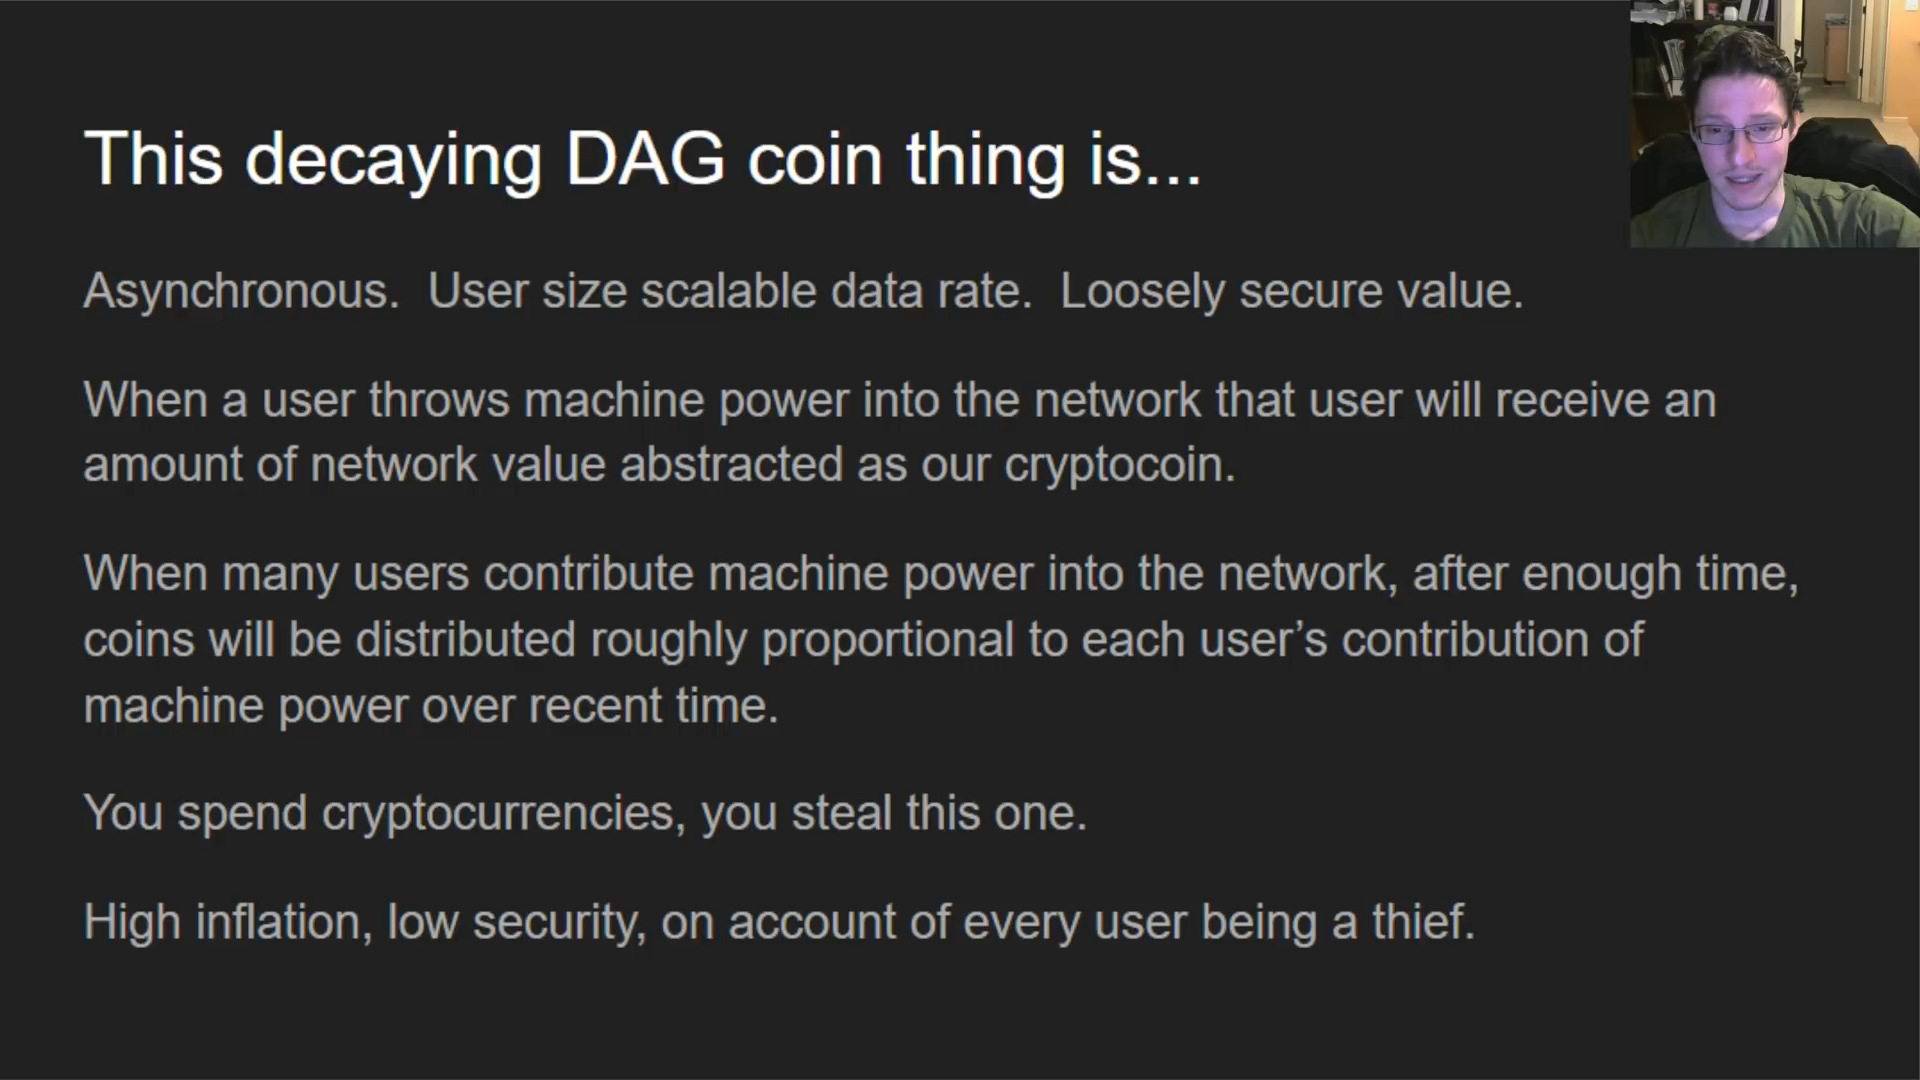 This decaying DAG coin thing is...
Asynchronous.  User size scalable data rate.  Loosely secure value.
When a user throws machine power into the network that user will receive an
amount of network value abstracted as our cryptocoin.
When many users contribute machine power into the network, after enough time,
coins will be distributed roughly proportional to each user’s contribution of
machine power over recent time.
You spend cryptocurrencies, you steal this one.
High inflation, low security, on account of every user being a thief.